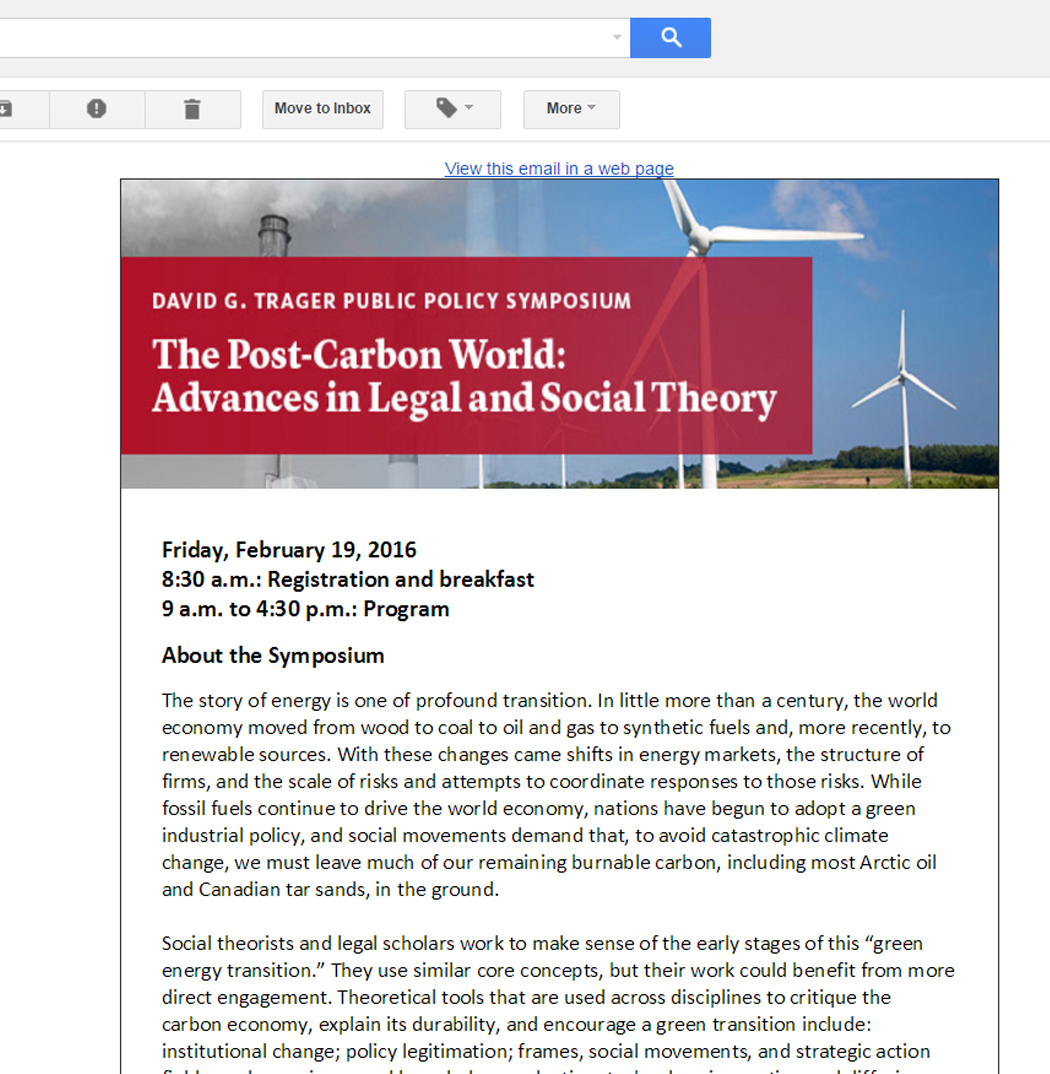 Move to Inbox
More
View this email in a web page
DAVID G. TRAGER PUBLIC POLICY SYMPOSIUM
The Post-Carbon World:
Advances in Legal and Social Theory
Friday, February 19, 2016
8:30 a.m.: Registration and breakfast
9 a.m. to 4:30 p.m.: Program
About the Symposium
The story of energy is one of profound transition. In little more than a century, the world
economy moved from wood to coal to oil and gas to synthetic fuels and, more recently, to
renewable sources. With these changes came shifts in energy markets, the structure of
firms, and the scale of risks and attempts to coordinate responses to those risks. While
fossil fuels continue to drive the world economy, nations have begun to adopt a green
industrial policy, and social movements demand that, to avoid catastrophic climate
change, we must leave much of our remaining burnable carbon, including most Arctic oil
and Canadian tar sands, in the ground.
Social theorists and legal scholars work to make sense of the early stages of this “green
energy transition.” They use similar core concepts, but their work could benefit from more
direct engagement. Theoretical tools that are used across disciplines to critique the
carbon economy, explain its durability, and encourage a green transition include:
institutional change; policy legitimation; frames, social movements, and strategic action